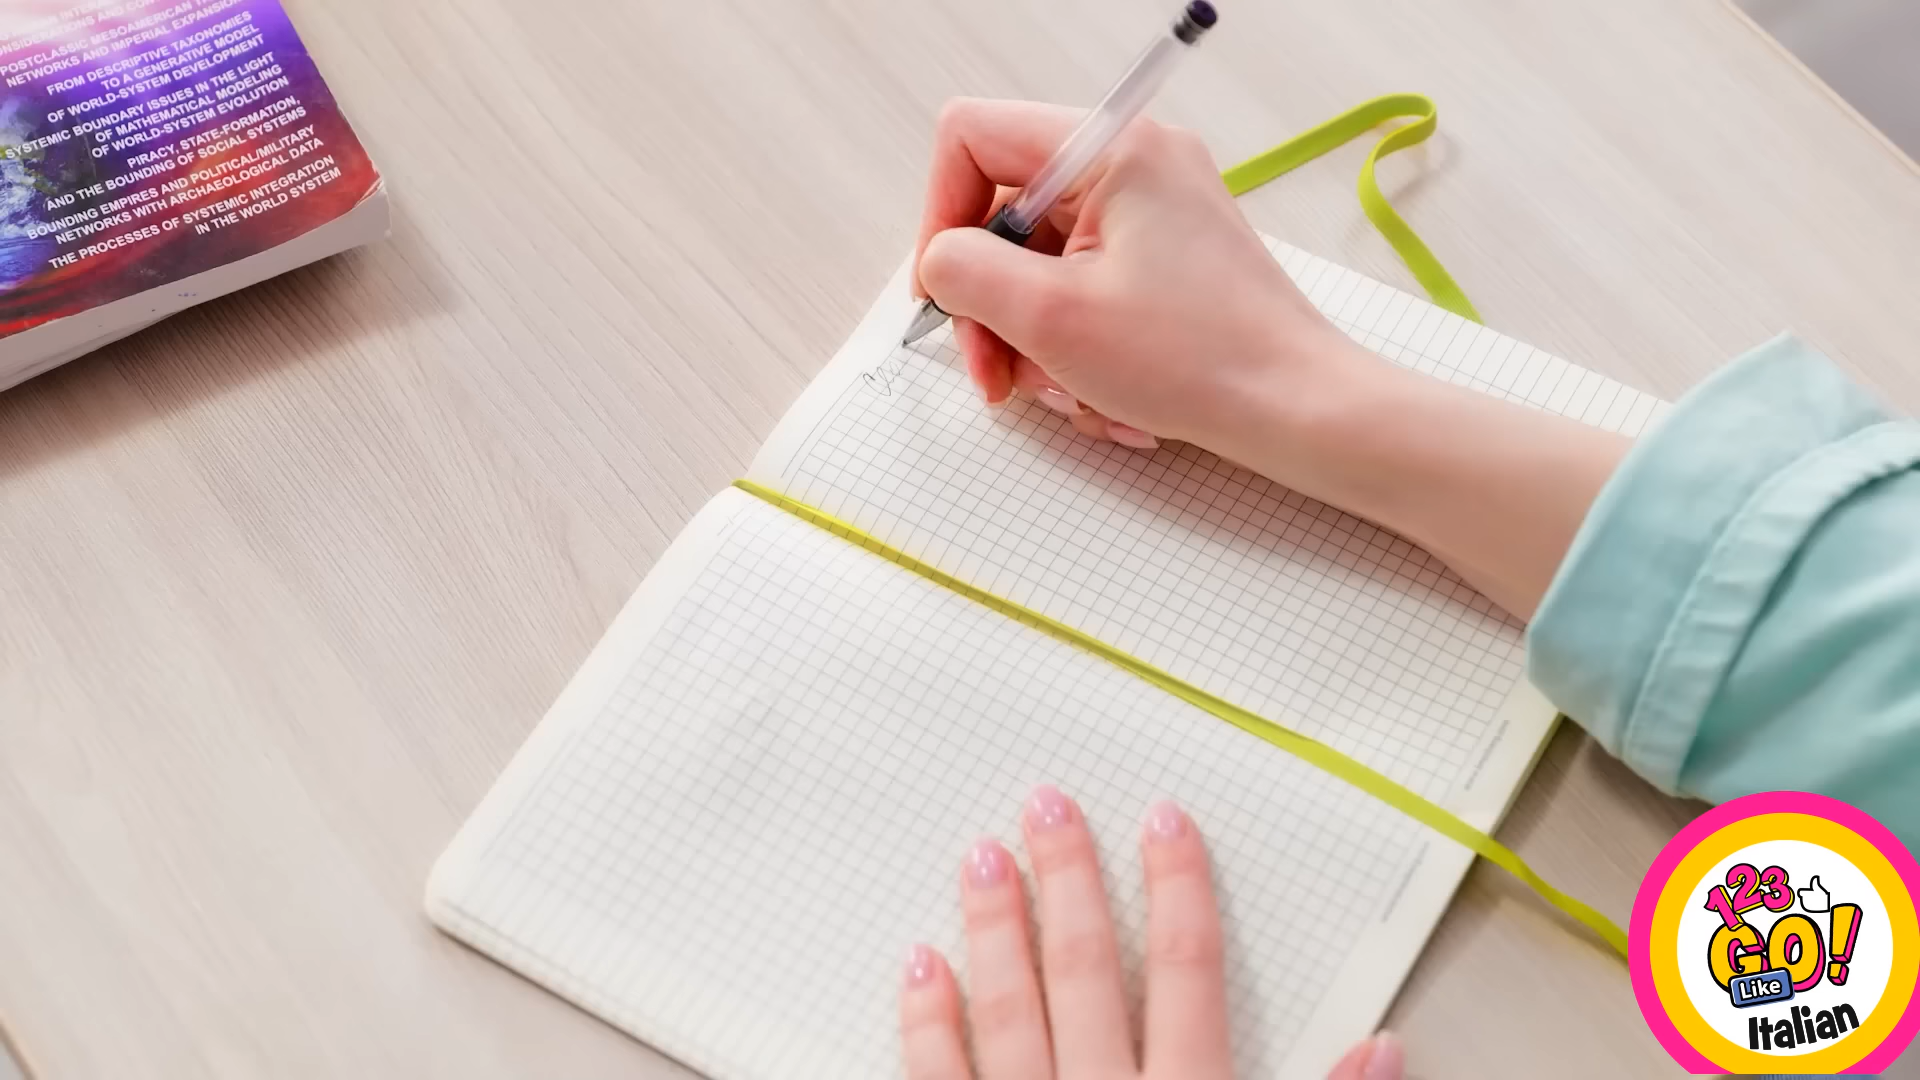 CONSIDERATIONS AND
POSTCLASSIC MESOAMERICAN
NETWORKS AND IMPERIAL EXPANSION
FROM DESCRIPTIVE TAXONOMIES
TO A GENERATIVE MODEL
OF WORLD-SYSTEM DEVELOPMENT
SYSTEMIC BOUNDARY ISSUES IN THE LIGHT
OF MATHEMATICAL MODELING
OF WORLD-SYSTEM EVOLUTION
PIRACY, STATE-FORMATION,
AND THE BOUNDING OF SOCIAL SYSTEMS
BOUNDING EMPIRES AND POLITICAL/MILITARY
NETWORKS WITH ARCHAEOLOGICAL DATA
THE PROCESSES OF SYSTEMIC INTEGRATION
IN THE WORLD SYSTEM
123
GO!
Like
Italian